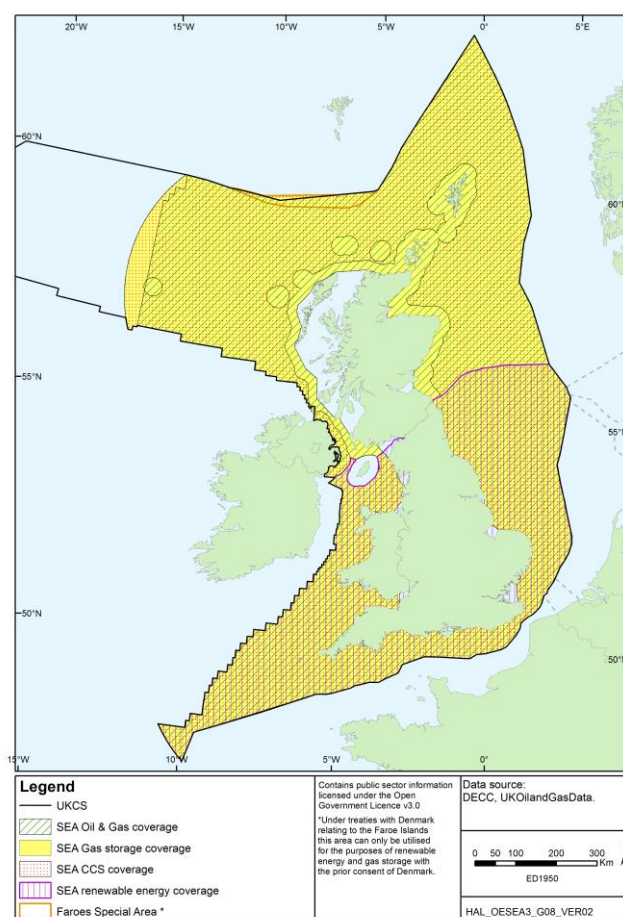 20°W
15°W
10°W
5°W
0°
5°E
60°N
60°N
55°N
55°N
50°N
50°N
15°W
10°W
5°W
0°
Legend
UKCS
SEA Oil & Gas coverage
SEA Gas storage coverage
SEA CCS coverage
SEA renewable energy coverage
Faroes Special Area *
Contains public sector information
licensed under the Open
Government Licence v3.0
*Under treaties with Denmark
relating to the Faroe Islands
this area can only be utilised
for the purposes of renewable
energy and gas storage with
the prior consent of Denmark.
Data source:
DECC, UKOilandGasData.
0 50 100 200 300
Km
ED1950
HAL_OESEA3_G08_VER02